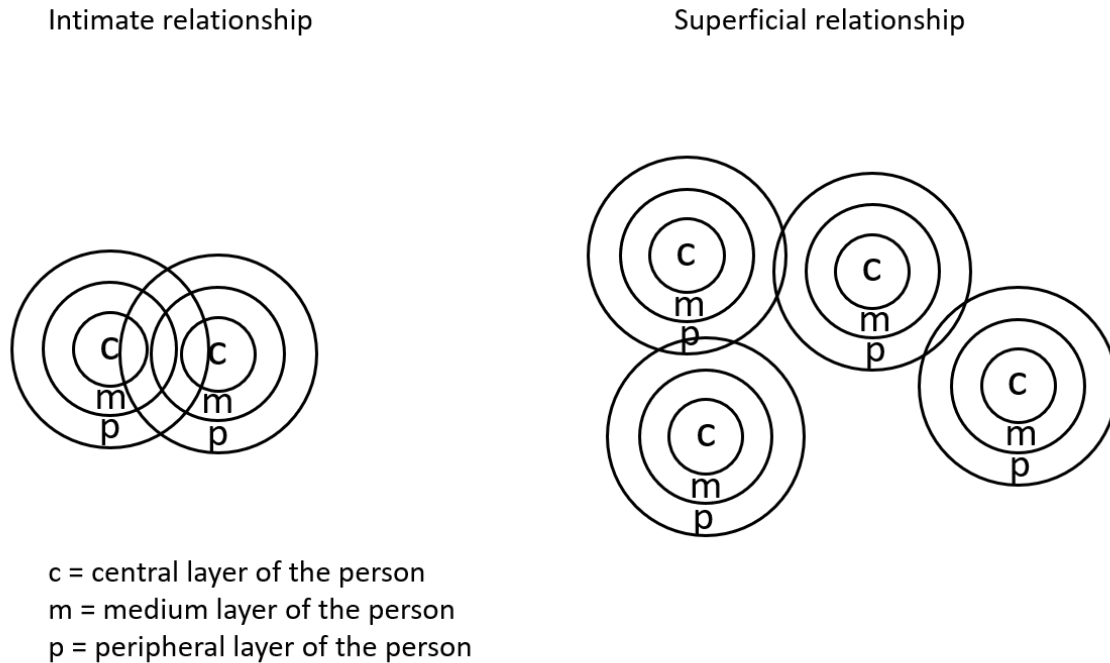 Intimate relationship
Superficial relationship
c
m
p
c
m
p
c
m
p
c
m
p
c
m
p
c
m
p
c = central layer of the person
m = medium layer of the person
p = peripheral layer of the person